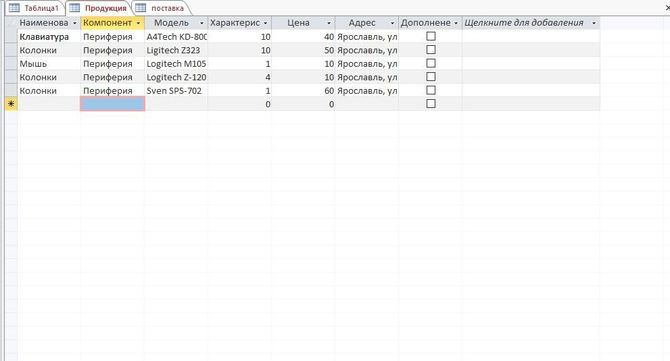 Таблица1 Продукция поставка
Наименова Компонент Модель Характерис Цена Адрес Дополнене Щелкните для добавления
Клавиатура Периферия A4Tech KD-800 10 40 Ярославль, ул
Колонки Периферия Ligitech Z323 10 50 Ярославль, ул
Мышь Периферия Logitech M105 1 10 Ярославль, ул
Колонки Периферия Logitech Z-120 4 10 Ярославль, ул
Колонки Периферия Sven SPS-702 1 60 Ярославль, ул
0 0